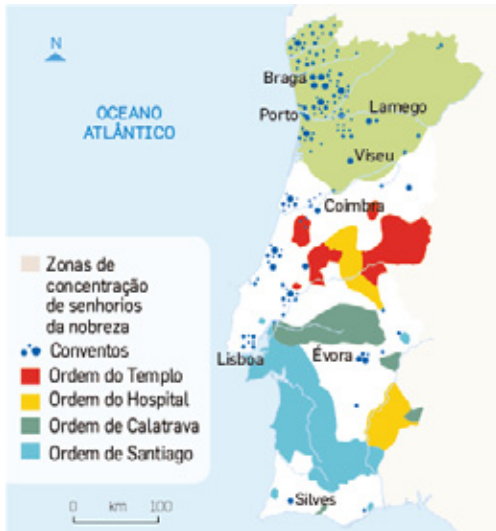 N
Braga
OCEANO
ATLÂNTICO
Porto
Lamego
Viseu
Coimbra
Zonas de
concentração
de senhorios
da nobreza
Conventos
Lisboa
Évora
Ordem do Templo
Ordem do Hospital
Ordem de Calatrava
Ordem de Santiago
Silves
0 km 100